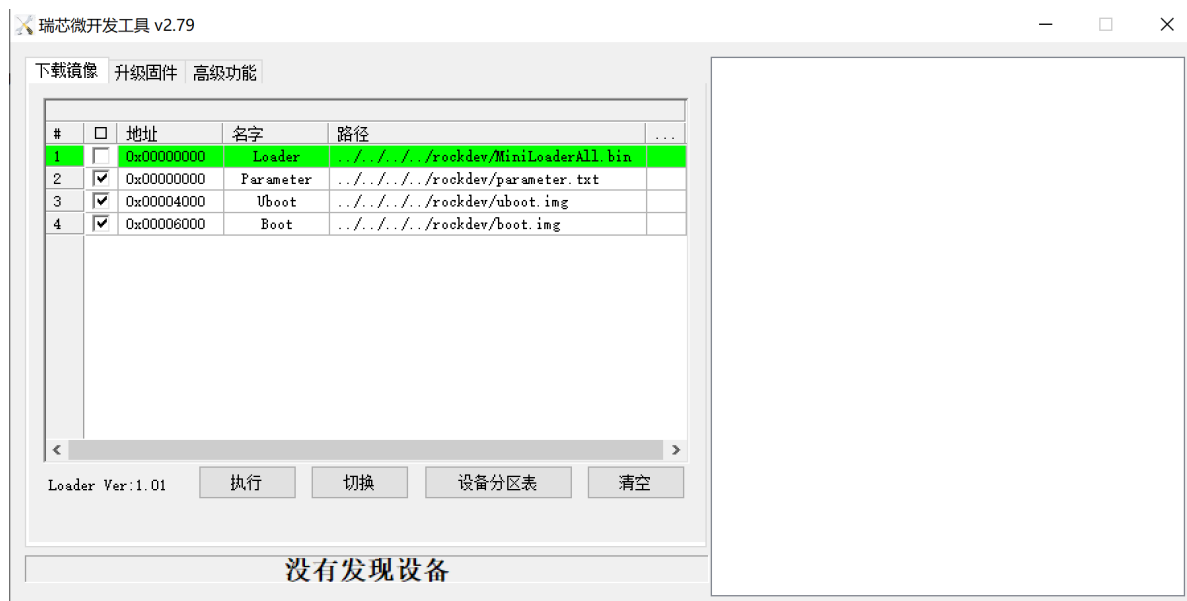 瑞芯微开发工具 v2.79
下载镜像 升级固件 高级功能
# 地址 名字 路径 ...
1 0x00000000 Loader ../../../../rockdev/MiniLoaderAll.bin
2 0x00000000 Parameter ../../../../rockdev/parameter.txt
3 0x00004000 Uboot ../../../../rockdev/uboot.img
4 0x00006000 Boot ../../../../rockdev/boot.img
Loader Ver:1.01 执行 切换 设备分区表 清空
没有发现设备